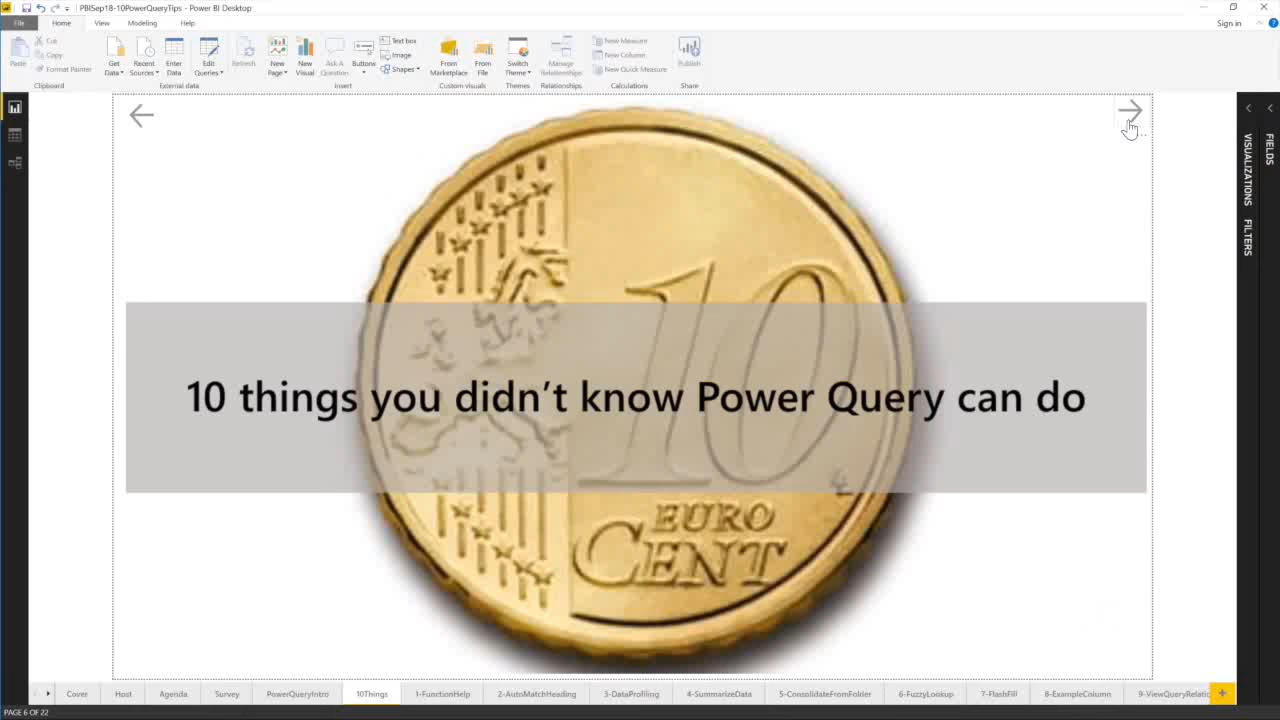 PBISep18-10PowerQueryTips - Power BI Desktop
File Home View Modeling Help
Sign in
Paste
Cut
Copy
Format Painter
Clipboard
Get Data
Recent Sources
Enter Data
Edit Queries
Refresh
External data
New Page
New Visual
Ask A Question
Buttons
Text box
Image
Shapes
Insert
From Marketplace
From File
Custom visuals
Switch Theme
Themes
Manage Relationships
Relationships
New Measure
New Column
New Quick Measure
Calculations
Publish
Share
VISUALIZATIONS
FILTERS
FIELDS
10
10 things you didn’t know Power Query can do
EURO
CENT
Cover Host Agenda Survey PowerQueryIntro 10Things 1-FunctionHelp 2-AutoMatchHeading 3-DataProfiling 4-SummarizeData 5-ConsolidateFromFolder 6-FuzzyLookup 7-FlashFill 8-ExampleColumn 9-ViewQueryRelatio
PAGE 6 OF 22